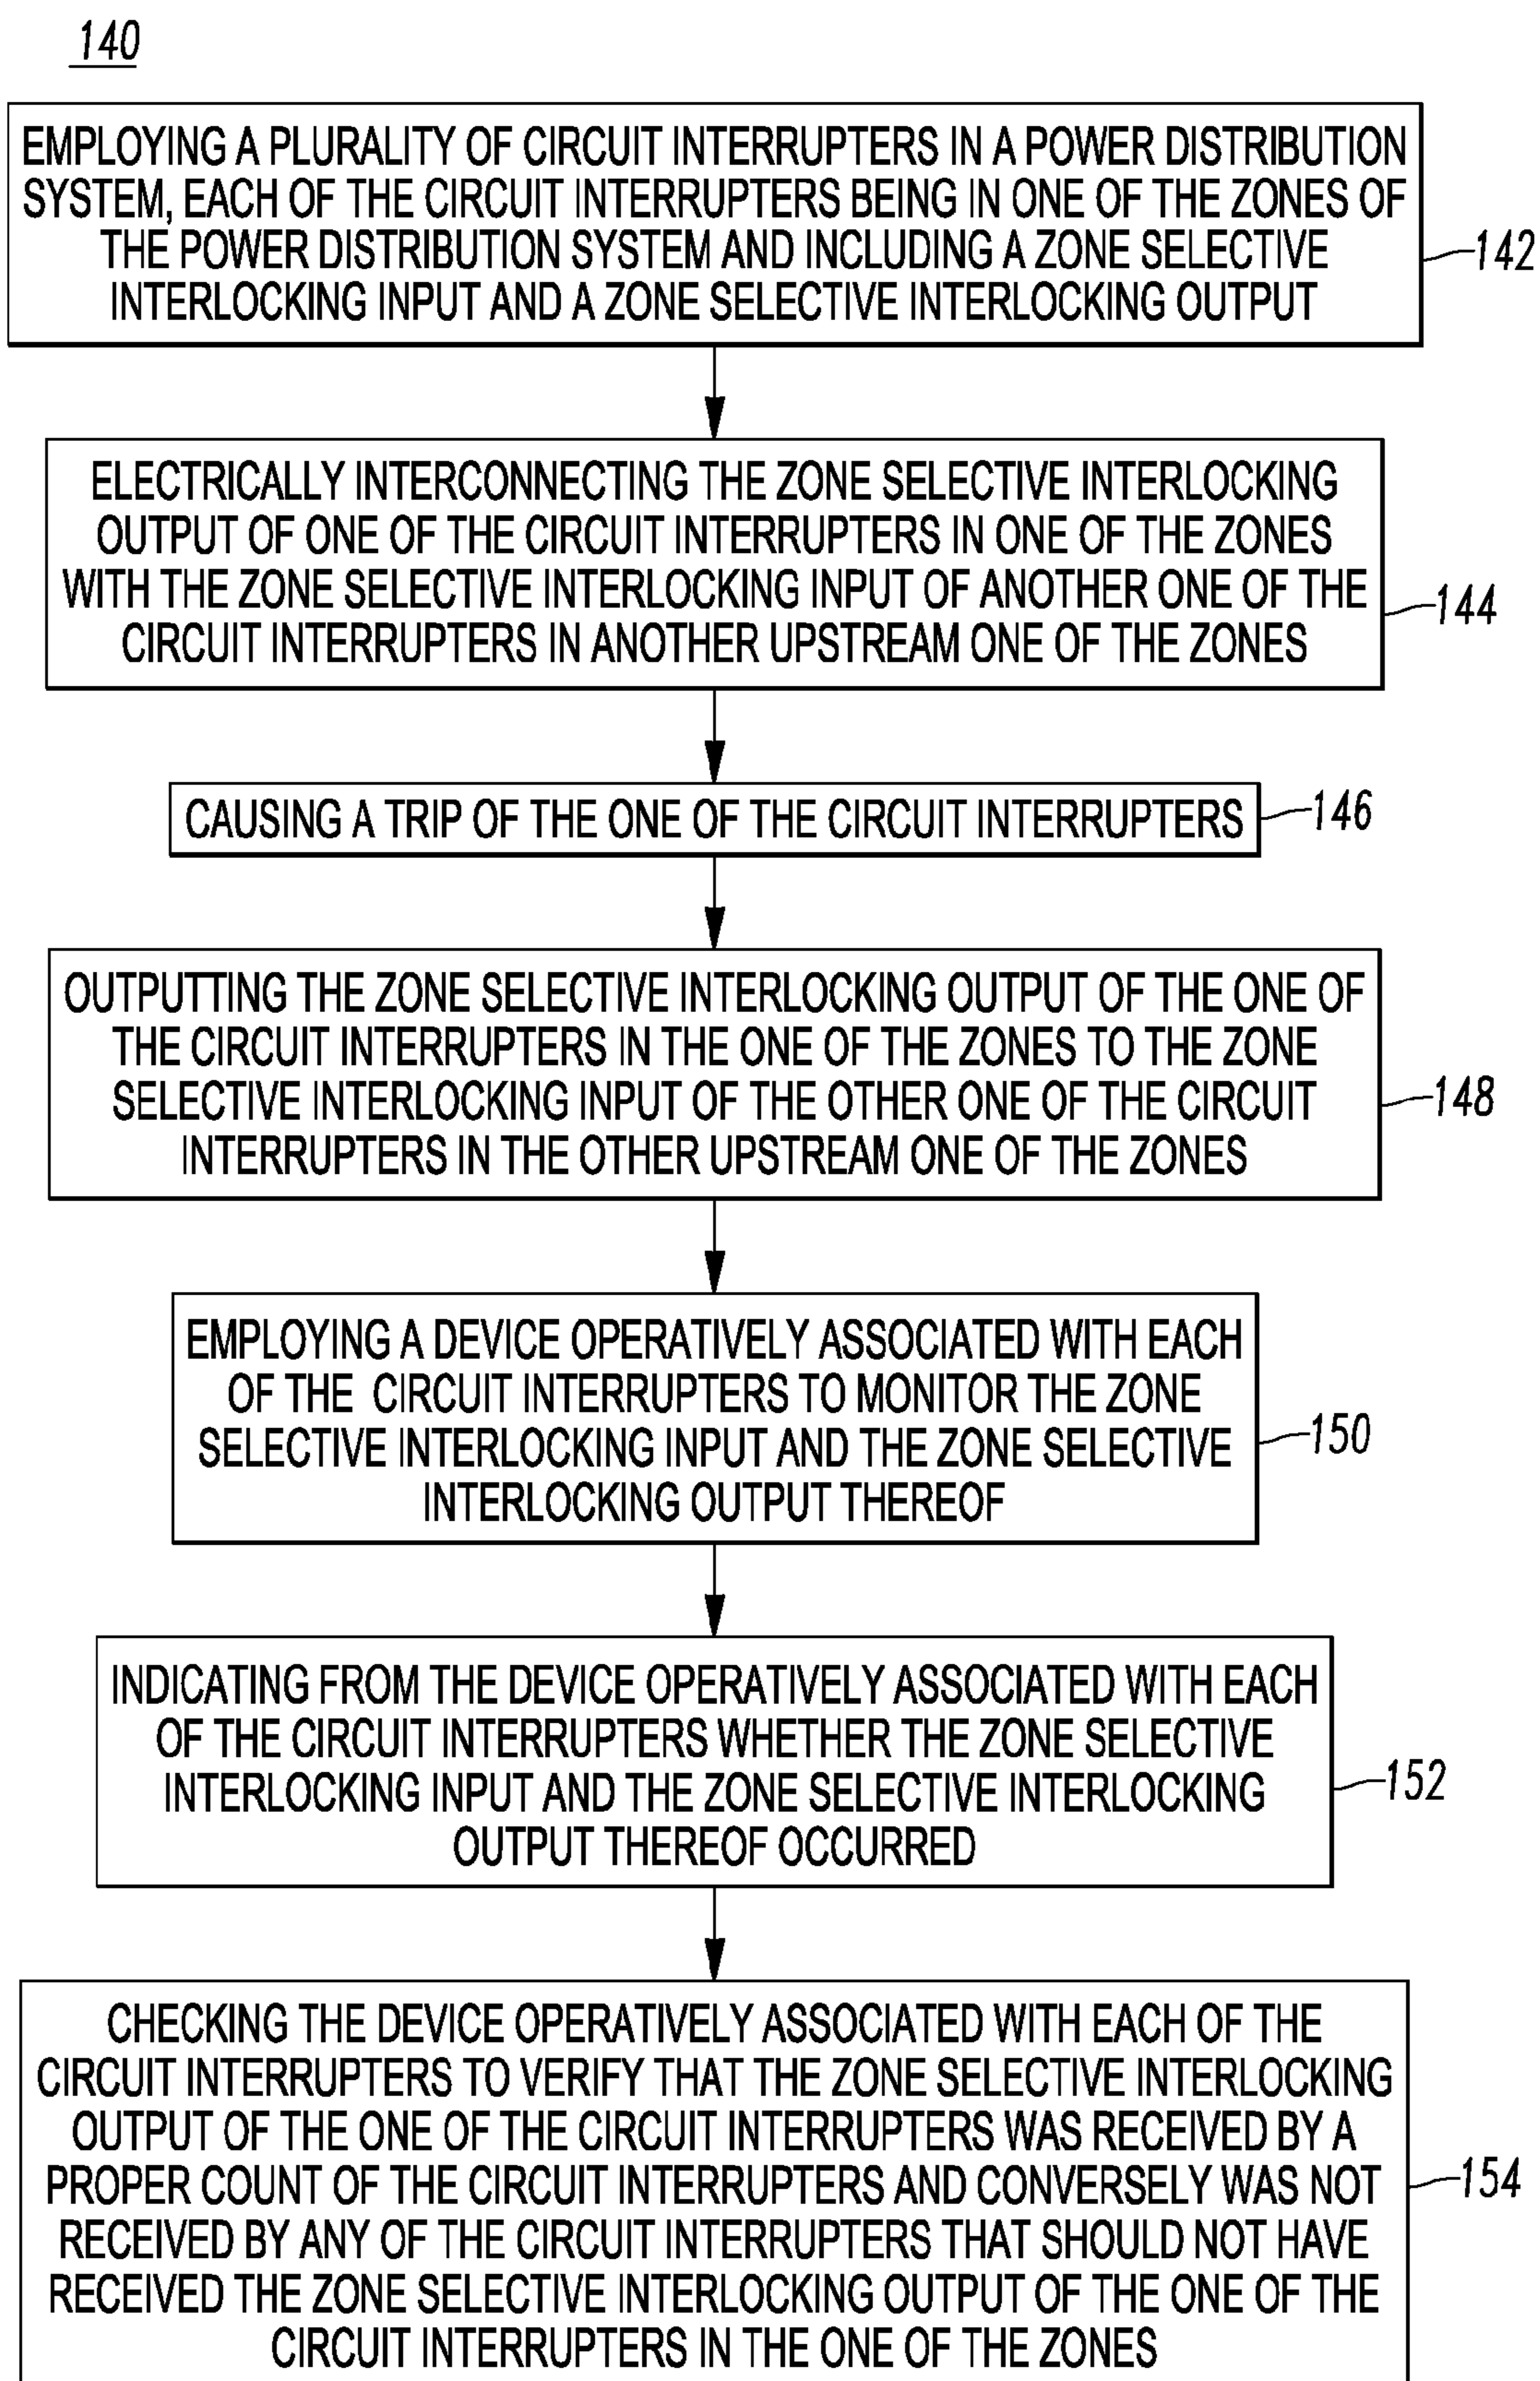 140
EMPLOYING A PLURALITY OF CIRCUIT INTERRUPTERS IN A POWER DISTRIBUTION
SYSTEM, EACH OF THE CIRCUIT INTERRUPTERS BEING IN ONE OF THE ZONES OF
THE POWER DISTRIBUTION SYSTEM AND INCLUDING A ZONE SELECTIVE
INTERLOCKING INPUT AND A ZONE SELECTIVE INTERLOCKING OUTPUT
142
ELECTRICALLY INTERCONNECTING THE ZONE SELECTIVE INTERLOCKING
OUTPUT OF ONE OF THE CIRCUIT INTERRUPTERS IN ONE OF THE ZONES
WITH THE ZONE SELECTIVE INTERLOCKING INPUT OF ANOTHER ONE OF THE
CIRCUIT INTERRUPTERS IN ANOTHER UPSTREAM ONE OF THE ZONES
144
CAUSING A TRIP OF THE ONE OF THE CIRCUIT INTERRUPTERS
146
OUTPUTTING THE ZONE SELECTIVE INTERLOCKING OUTPUT OF THE ONE OF
THE CIRCUIT INTERRUPTERS IN THE ONE OF THE ZONES TO THE ZONE
SELECTIVE INTERLOCKING INPUT OF THE OTHER ONE OF THE CIRCUIT
INTERRUPTERS IN THE OTHER UPSTREAM ONE OF THE ZONES
148
EMPLOYING A DEVICE OPERATIVELY ASSOCIATED WITH EACH
OF THE CIRCUIT INTERRUPTERS TO MONITOR THE ZONE
SELECTIVE INTERLOCKING INPUT AND THE ZONE SELECTIVE
INTERLOCKING OUTPUT THEREOF
150
INDICATING FROM THE DEVICE OPERATIVELY ASSOCIATED WITH EACH
OF THE CIRCUIT INTERRUPTERS WHETHER THE ZONE SELECTIVE
INTERLOCKING INPUT AND THE ZONE SELECTIVE INTERLOCKING
OUTPUT THEREOF OCCURRED
152
CHECKING THE DEVICE OPERATIVELY ASSOCIATED WITH EACH OF THE
CIRCUIT INTERRUPTERS TO VERIFY THAT THE ZONE SELECTIVE INTERLOCKING
OUTPUT OF THE ONE OF THE CIRCUIT INTERRUPTERS WAS RECEIVED BY A
PROPER COUNT OF THE CIRCUIT INTERRUPTERS AND CONVERSELY WAS NOT
RECEIVED BY ANY OF THE CIRCUIT INTERRUPTERS THAT SHOULD NOT HAVE
RECEIVED THE ZONE SELECTIVE INTERLOCKING OUTPUT OF THE ONE OF THE
CIRCUIT INTERRUPTERS IN THE ONE OF THE ZONES
154